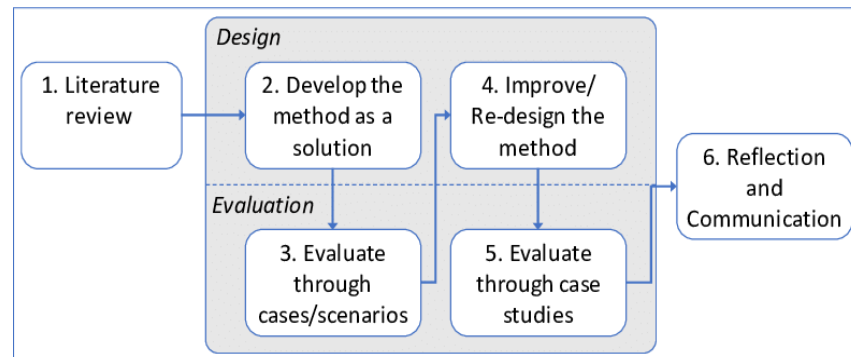 Design
1. Literature
review
2. Develop the
method as a
solution
4. Improve/
Re-design the
method
6. Reflection
and
Communication
Evaluation
3. Evaluate
through
cases/scenarios
5. Evaluate
through case
studies